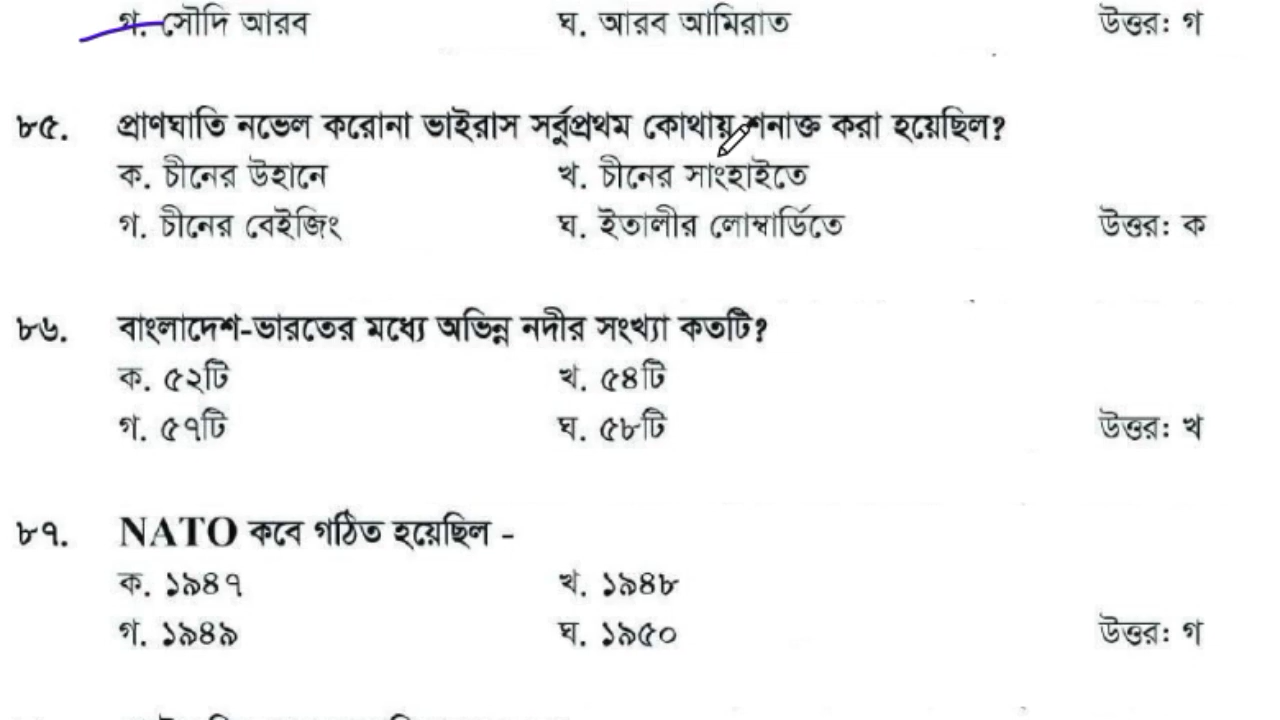 গ. সৌদি আরব ঘ. আরব আমিরাত উত্তর: গ
৮৫. প্রাণঘাতি নভেল করোনা ভাইরাস সর্বপ্রথম কোথায় শনাক্ত করা হয়েছিল?
ক. চীনের উহানে খ. চীনের সাংহাইতে
গ. চীনের বেইজিং ঘ. ইতালীর লোম্বার্ডিতে উত্তর: ক
৮৬. বাংলাদেশ-ভারতের মধ্যে অভিন্ন নদীর সংখ্যা কতটি?
ক. ৫২টি খ. ৫৪টি
গ. ৫৭টি ঘ. ৫৮টি উত্তর: খ
৮৭. NATO কবে গঠিত হয়েছিল -
ক. ১৯৪৭ খ. ১৯৪৮
গ. ১৯৪৯ ঘ. ১৯৫০ উত্তর: গ